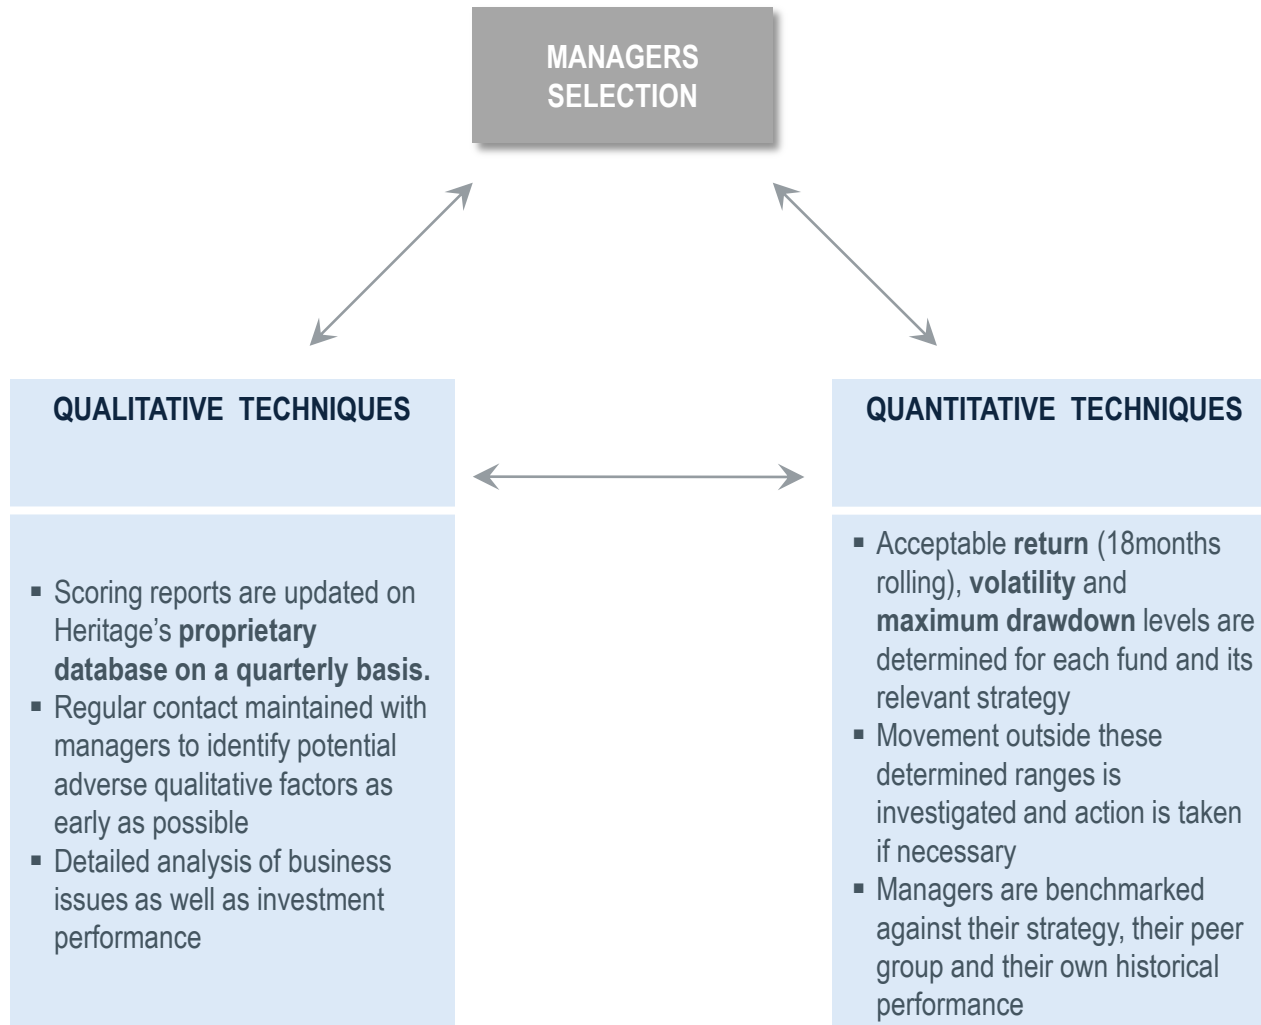 MANAGERS
SELECTION
QUALITATIVE TECHNIQUES
▪ Scoring reports are updated on
Heritage’s proprietary
database on a quarterly basis.
▪ Regular contact maintained with
managers to identify potential
adverse qualitative factors as
early as possible
▪ Detailed analysis of business
issues as well as investment
performance
QUANTITATIVE TECHNIQUES
▪ Acceptable return (18months
rolling), volatility and
maximum drawdown levels are
determined for each fund and its
relevant strategy
▪ Movement outside these
determined ranges is
investigated and action is taken
if necessary
▪ Managers are benchmarked
against their strategy, their peer
group and their own historical
performance